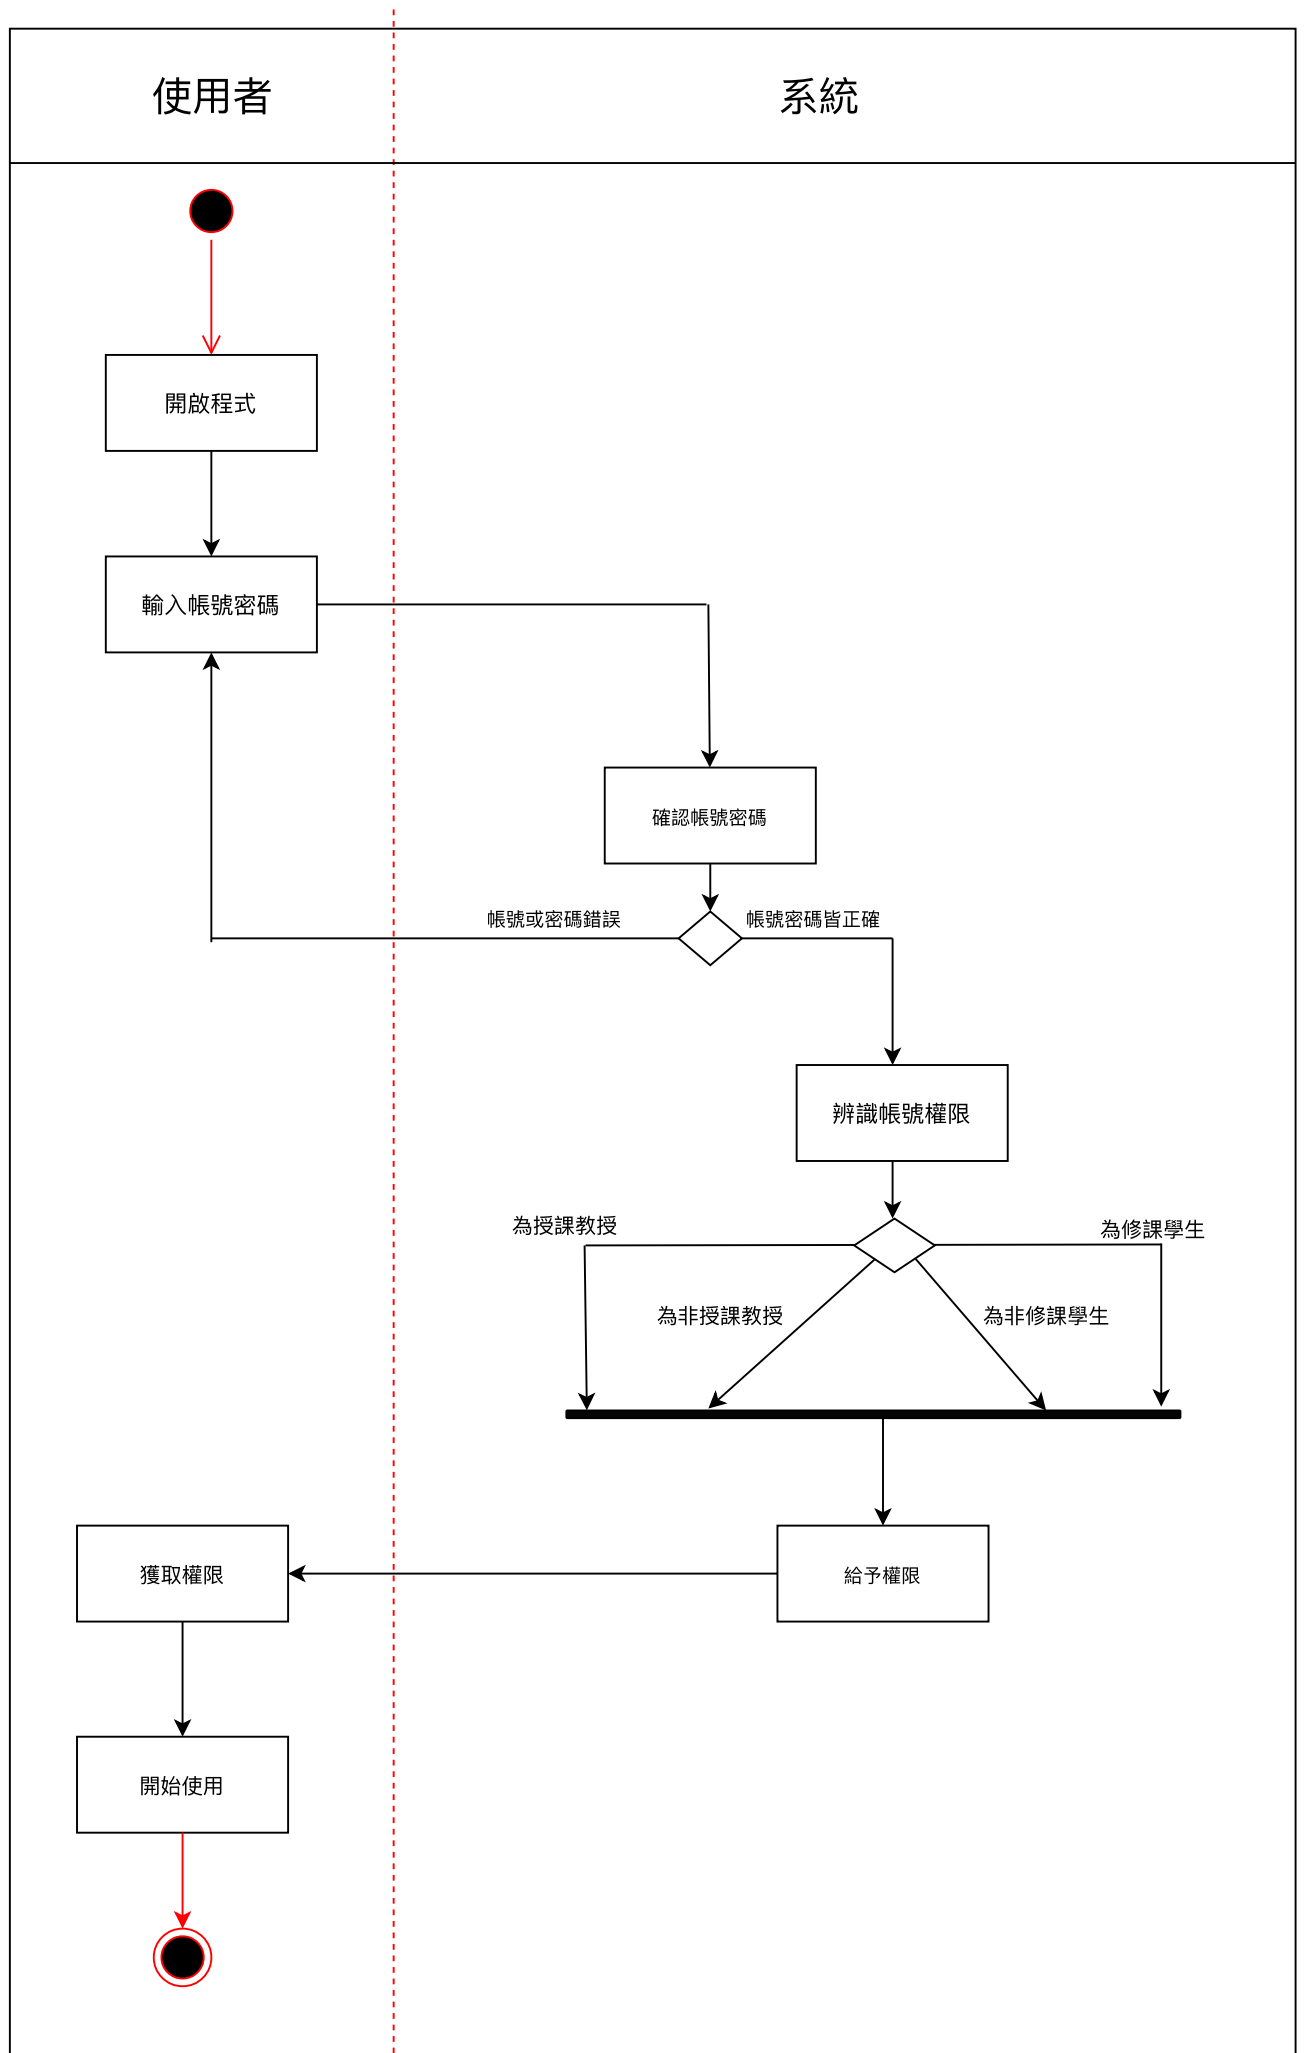 使用者
系統
開啟程式
輸入帳號密碼
確認帳號密碼
帳號或密碼錯誤
帳號密碼皆正確
辨識帳號權限
為授課教授
為修課學生
為非授課教授
為非修課學生
獲取權限
給予權限
開始使用